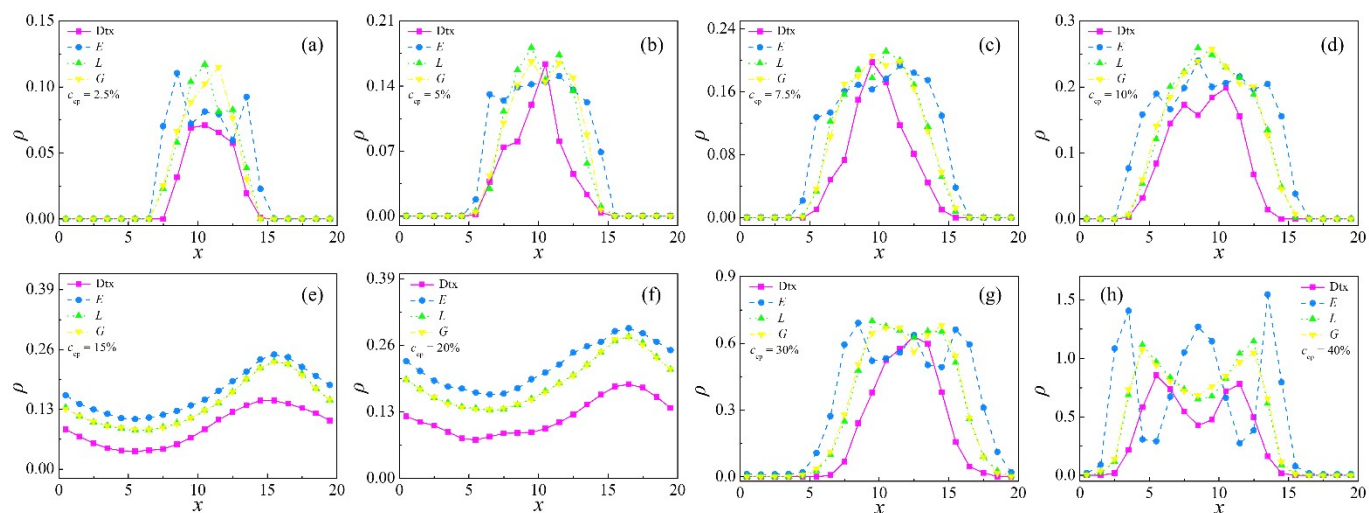 0.15
0.10
0.05
0.00
ρ
Dtx
E
L
G
c_cp = 2.5%
(a)
0 5 10 15 20
x
0.21
0.14
0.07
0.00
ρ
Dtx
E
L
G
c_cp = 5%
(b)
0 5 10 15 20
x
0.24
0.16
0.08
0.00
ρ
Dtx
E
L
G
c_cp = 7.5%
(c)
0 5 10 15 20
x
0.3
0.2
0.1
0.0
ρ
Dtx
E
L
G
c_cp = 10%
(d)
0 5 10 15 20
x
0.39
0.26
0.13
0.00
ρ
Dtx
E
L
G
c_cp = 15%
(e)
0 5 10 15 20
x
0.39
0.26
0.13
0.00
ρ
Dtx
E
L
G
c_cp = 20%
(f)
0 5 10 15 20
x
0.9
0.6
0.3
0.0
ρ
Dtx
E
L
G
c_cp = 30%
(g)
0 5 10 15 20
x
1.5
1.0
0.5
0.0
ρ
Dtx
E
L
G
c_cp = 40%
(h)
0 5 10 15 20
x